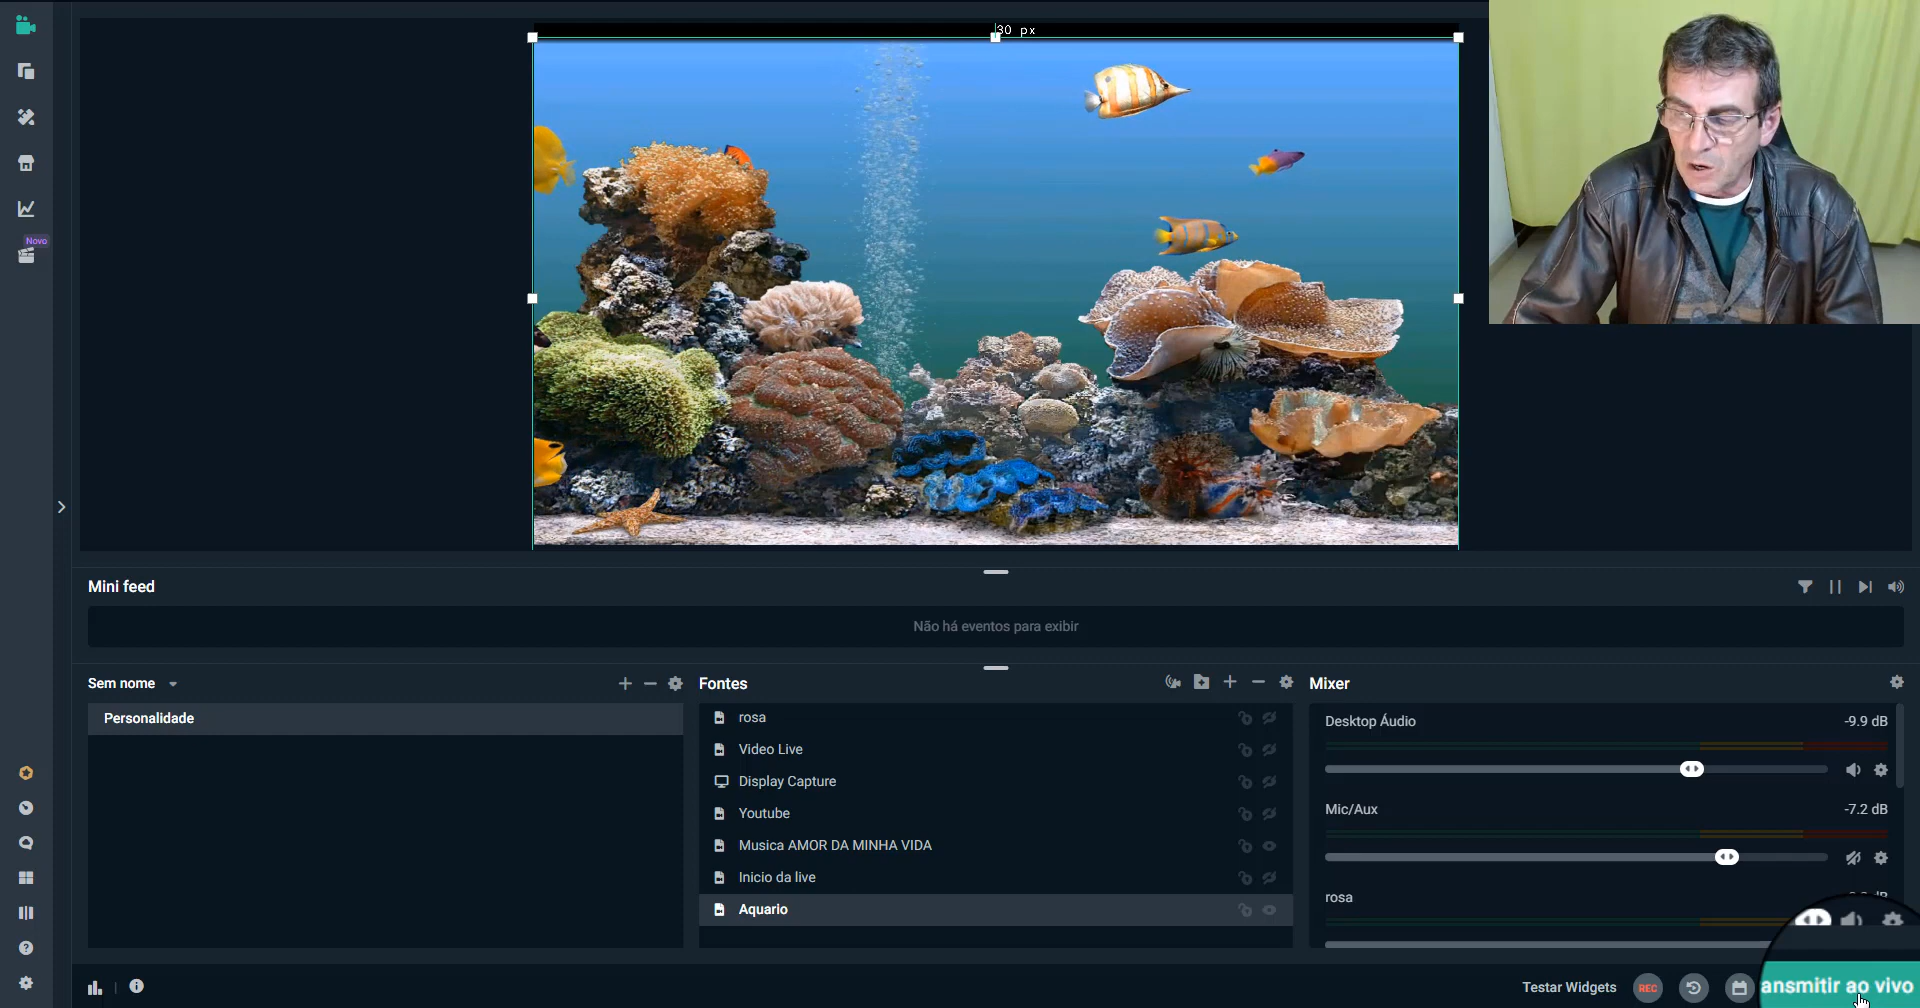 30 px
Novo
Mini feed
Não há eventos para exibir
Sem nome
Personalidade
Fontes
rosa
Video Live
Display Capture
Youtube
Musica AMOR DA MINHA VIDA
Inicio da live
Aquario
Mixer
Desktop Áudio
-9.9 dB
Mic/Aux
-7.2 dB
rosa
Testar Widgets
REC
ansmitir ao vivo